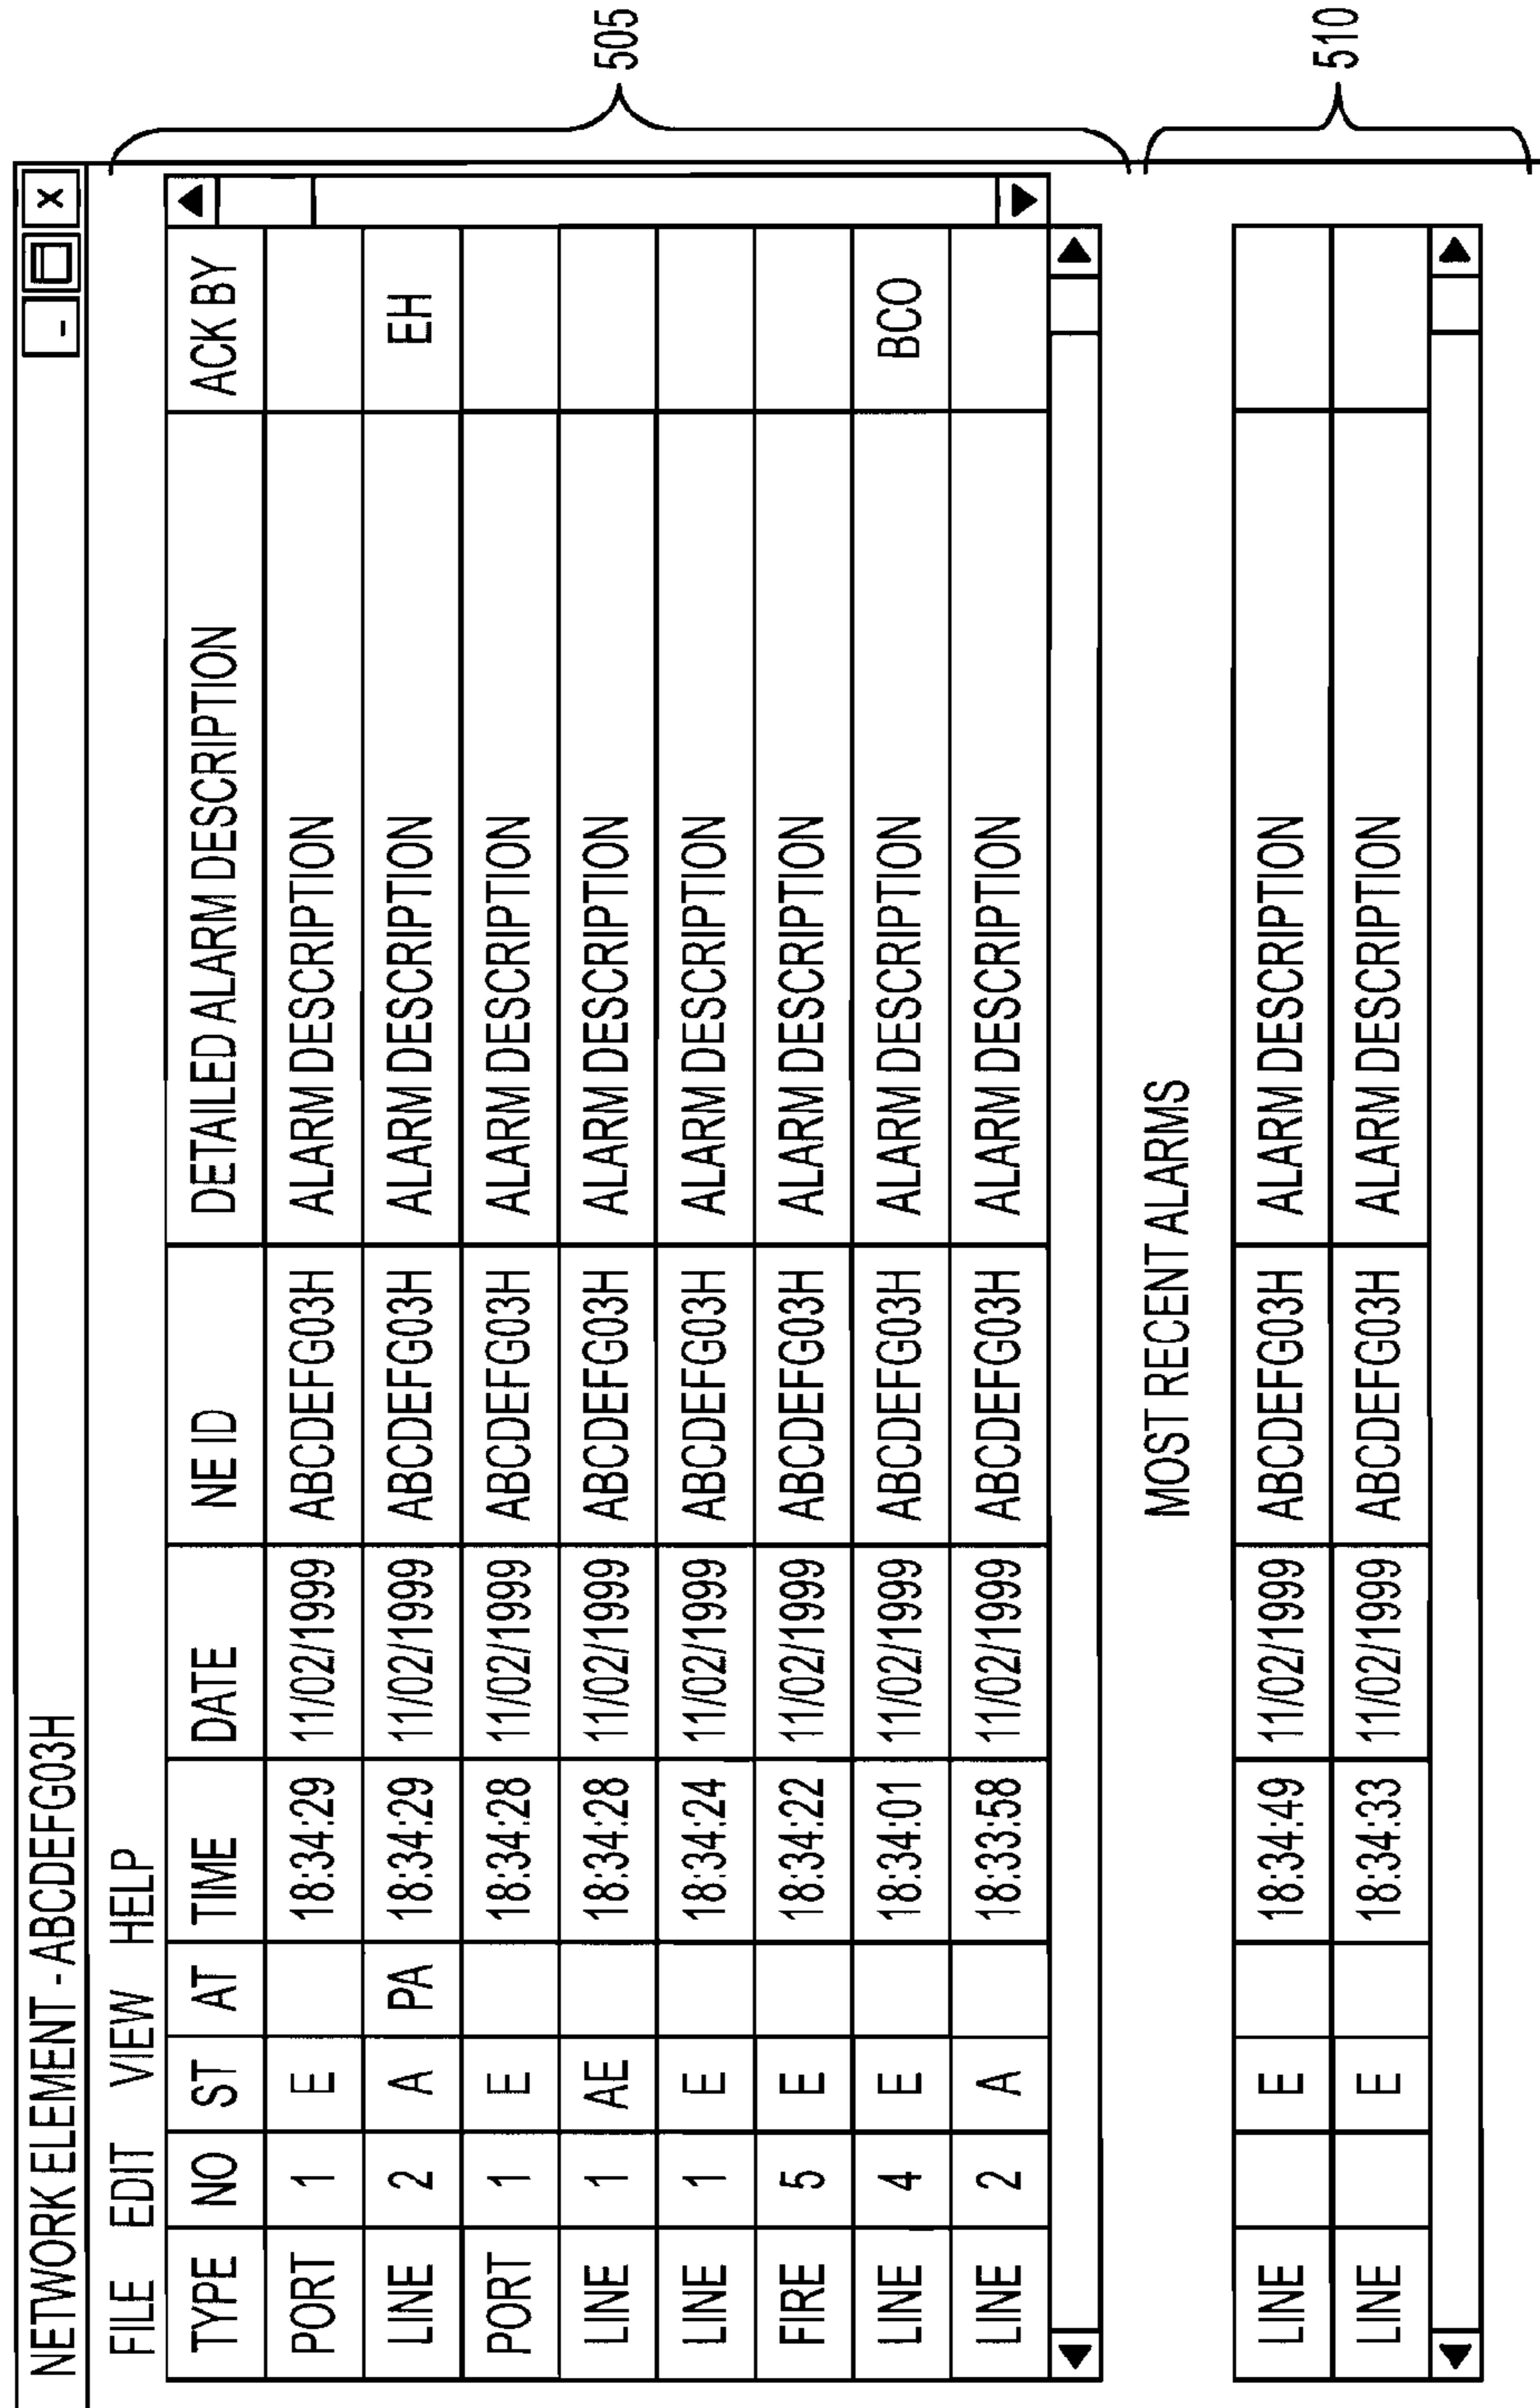 NETWORK ELEMENT - ABCDEFG03H
- X
FILE EDIT VIEW HELP
TYPE NO ST AT TIME DATE NE ID DETAILED ALARM DESCRIPTION ACK BY
PORT 1 E 18:34:29 11/02/1999 ABCDEFG03H ALARM DESCRIPTION
LINE 2 A PA 18:34:29 11/02/1999 ABCDEFG03H ALARM DESCRIPTION EH
PORT 1 E 18:34:28 11/02/1999 ABCDEFG03H ALARM DESCRIPTION
LINE 1 AE 18:34:28 11/02/1999 ABCDEFG03H ALARM DESCRIPTION
LINE 1 E 18:34:24 11/02/1999 ABCDEFG03H ALARM DESCRIPTION
FIRE 5 E 18:34:22 11/02/1999 ABCDEFG03H ALARM DESCRIPTION
LINE 4 E 18:34:01 11/02/1999 ABCDEFG03H ALARM DESCRIPTION BCO
LINE 2 A 18:33:58 11/02/1999 ABCDEFG03H ALARM DESCRIPTION
505
MOST RECENT ALARMS
LINE E 18:34:49 11/02/1999 ABCDEFG03H ALARM DESCRIPTION
LINE E 18:34:33 11/02/1999 ABCDEFG03H ALARM DESCRIPTION
510